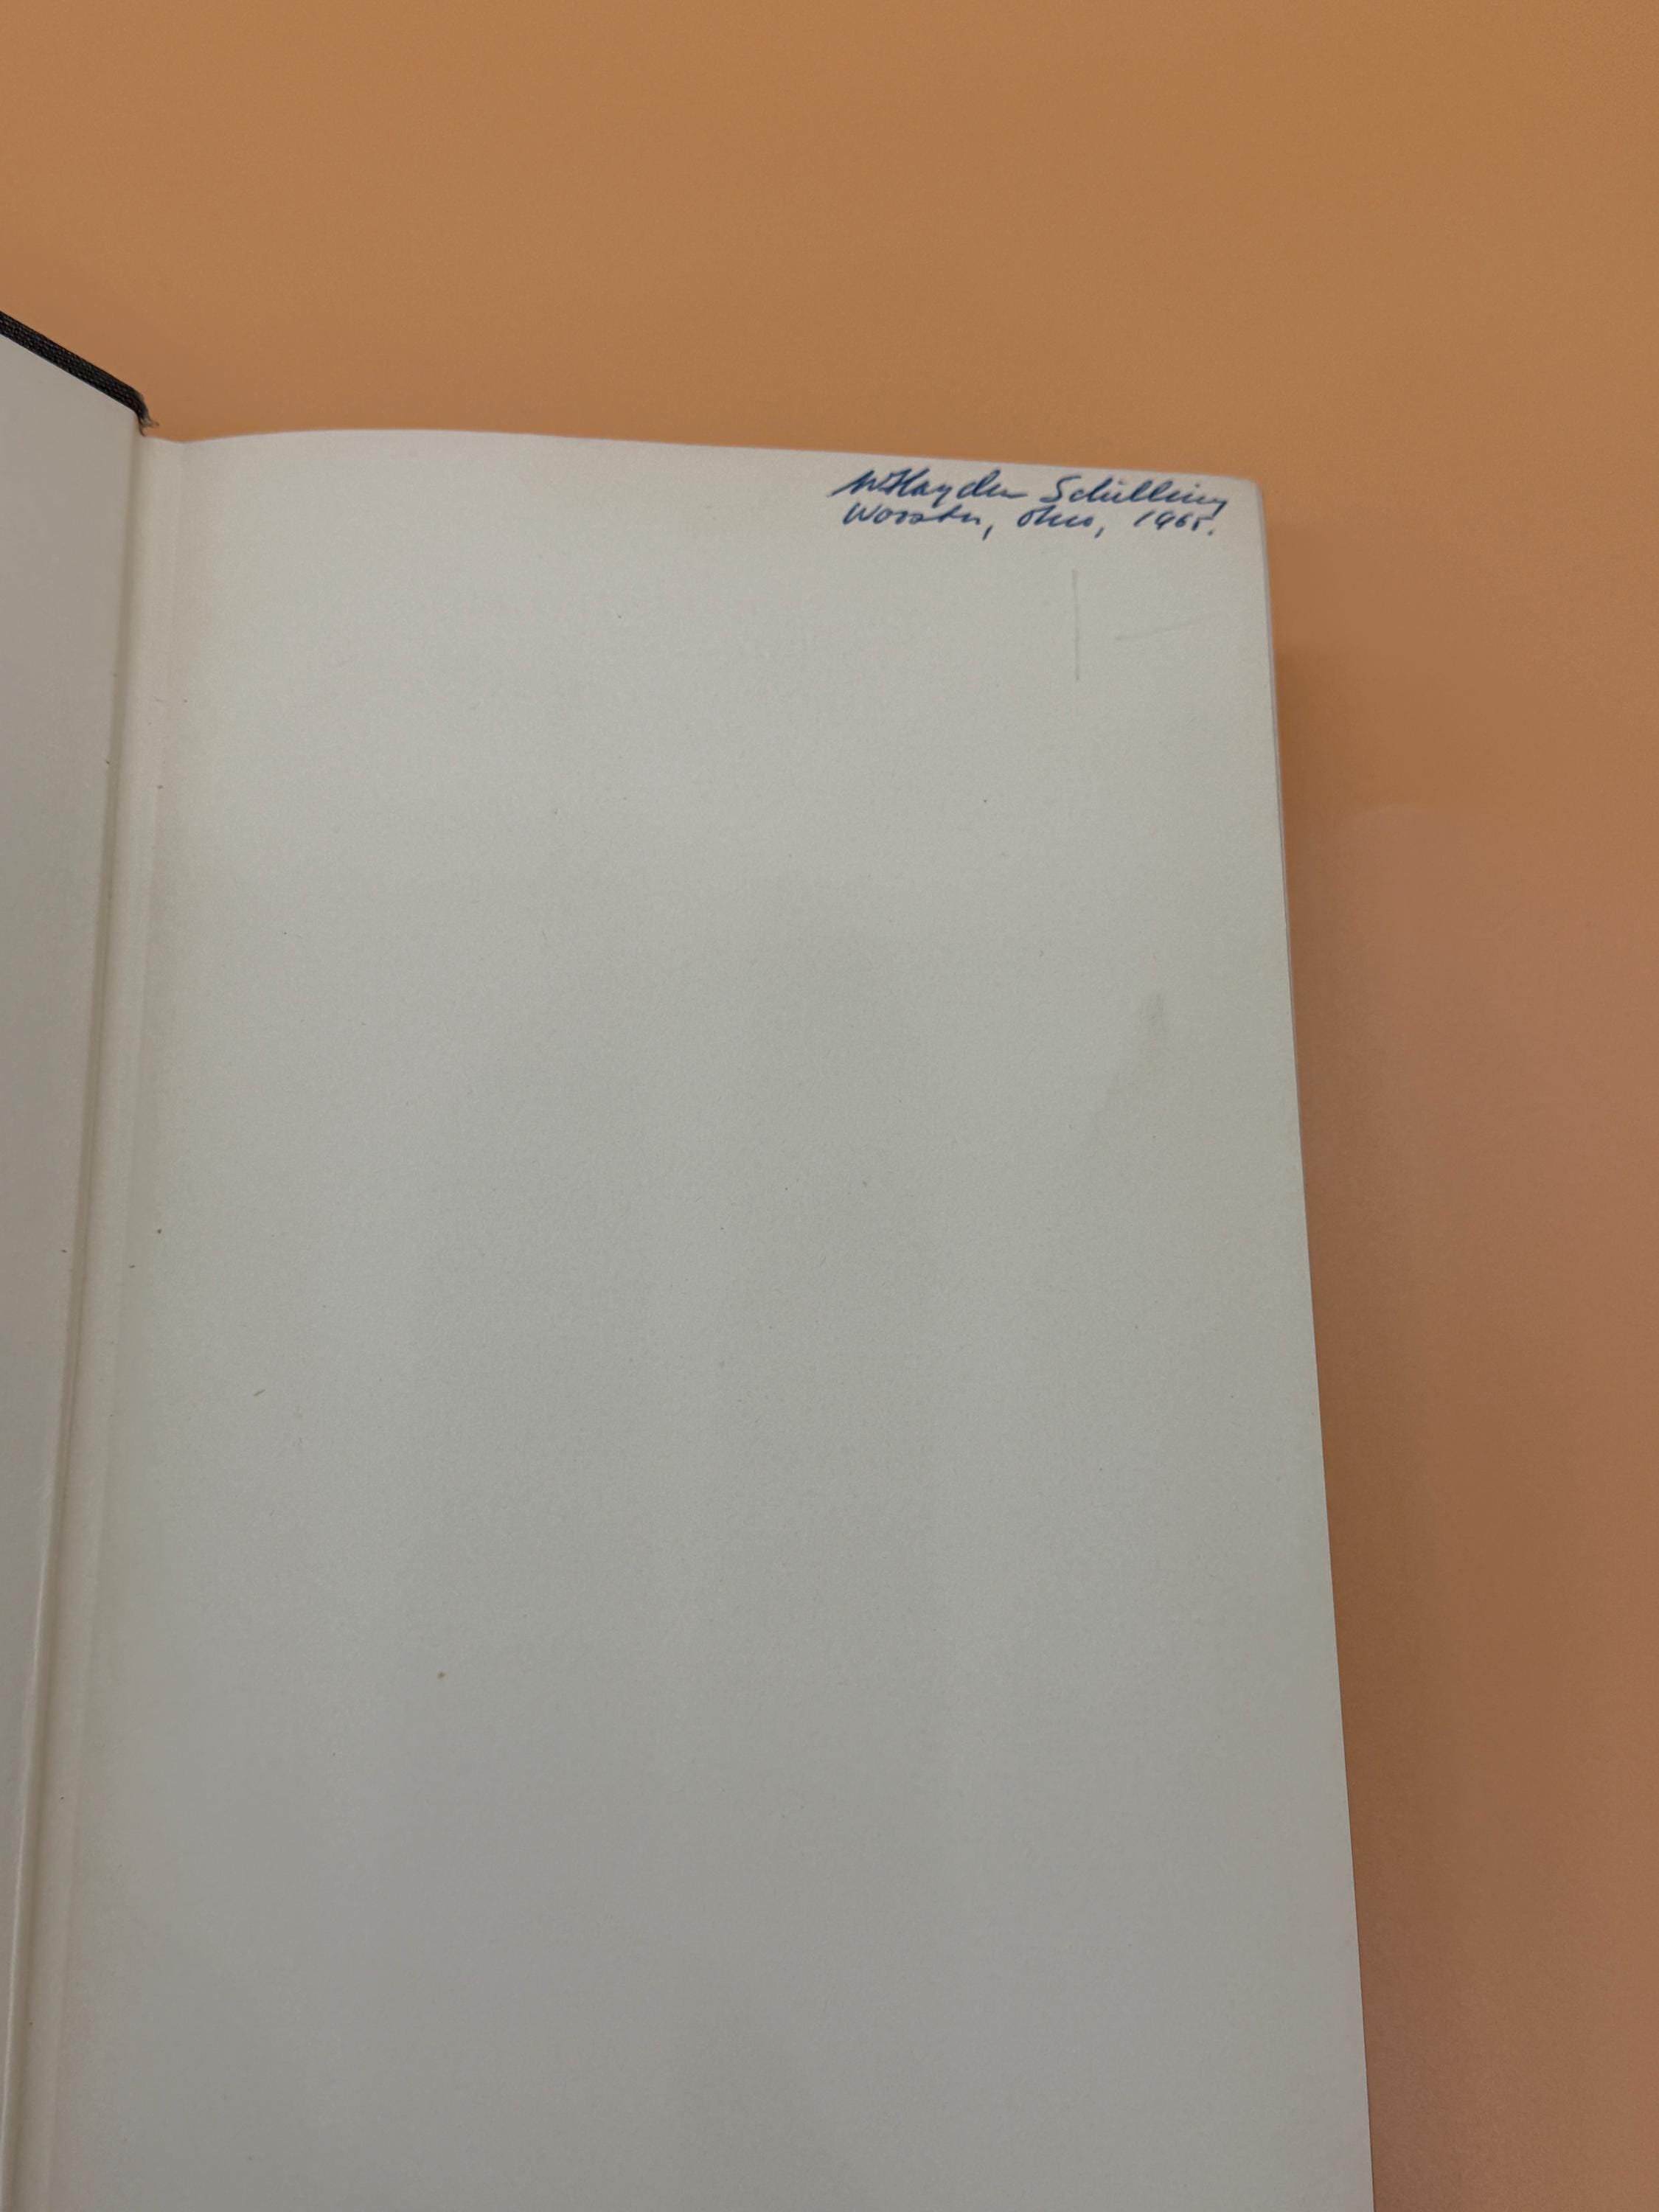 W Hayden Schilling
Wooster, Ohio, 1965.